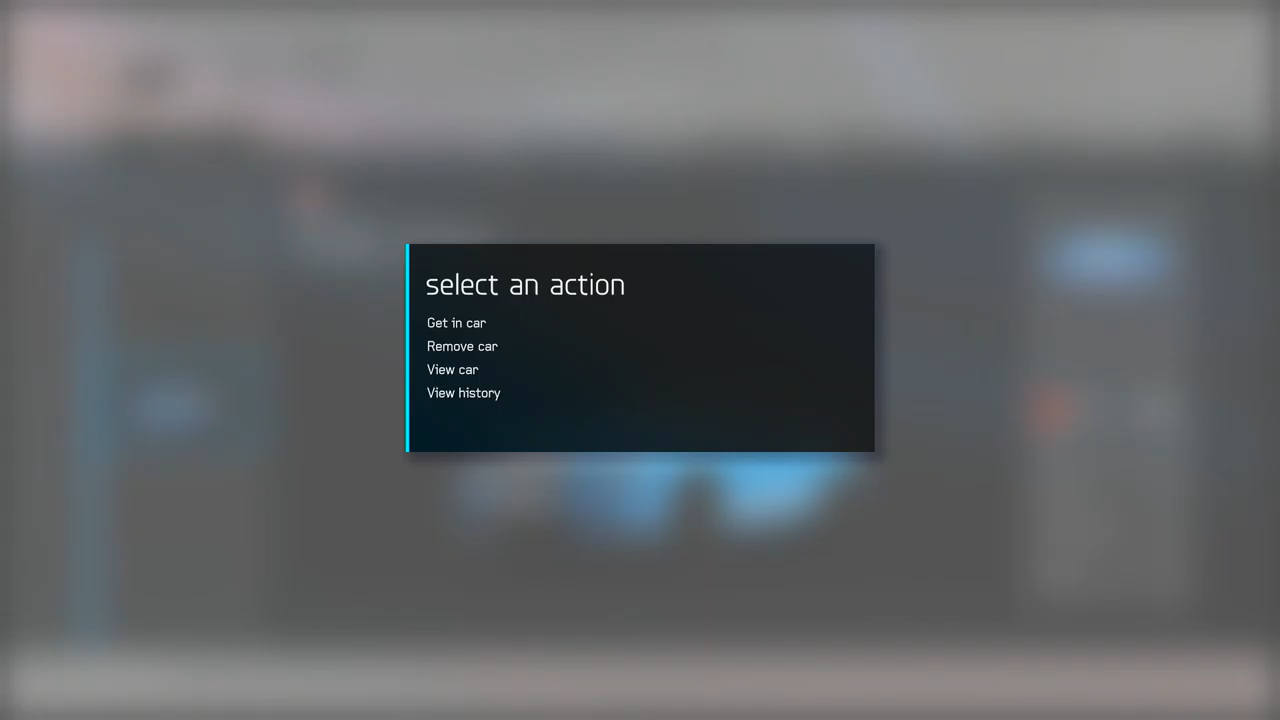 select an action
Get in car
Remove car
View car
View history